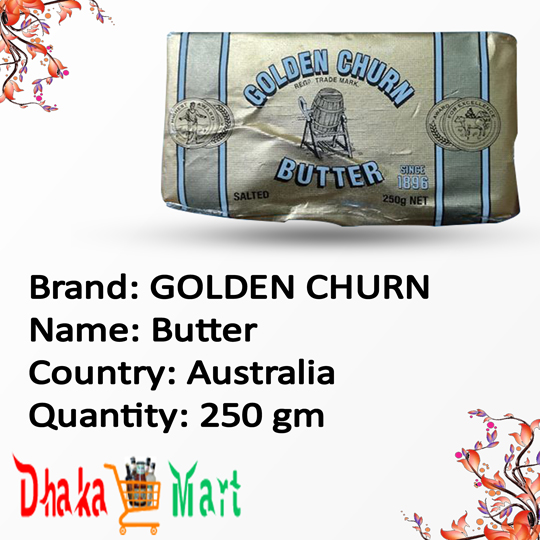 GOLDEN CHURN
REGD TRADE MARK.
BUTTER
SINCE
1896
SALTED
250g NET
Brand: GOLDEN CHURN
Name: Butter
Country: Australia
Quantity: 250 gm
Dhaka Mart